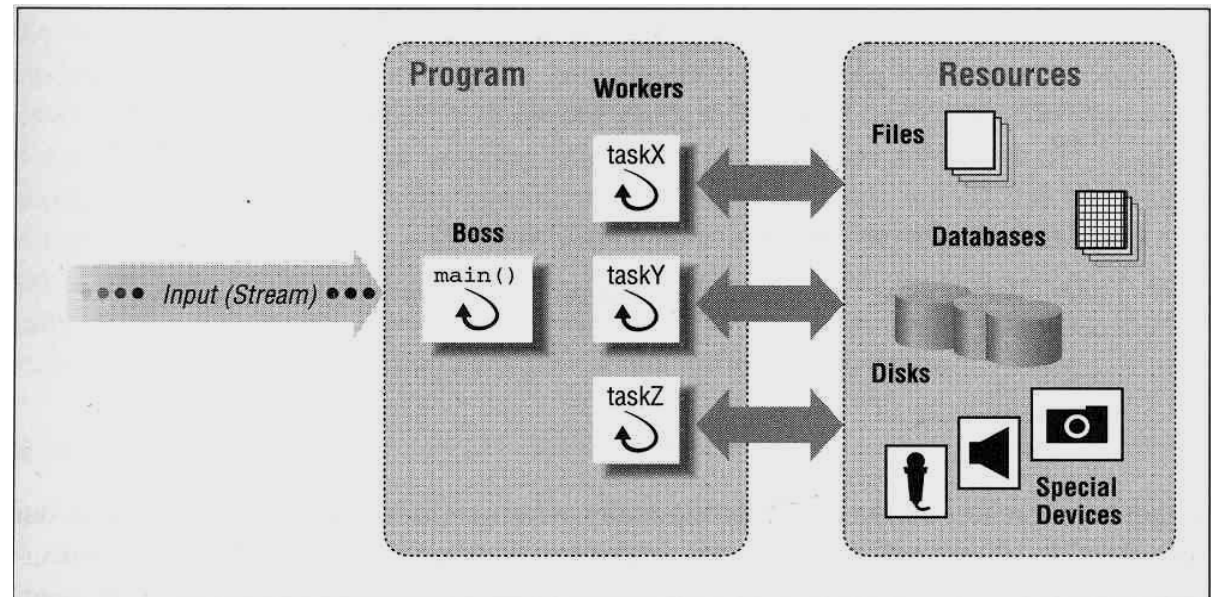 Program
Workers
taskX
Boss
main()
taskY
taskZ
Input (Stream)
Resources
Files
Databases
Disks
Special
Devices